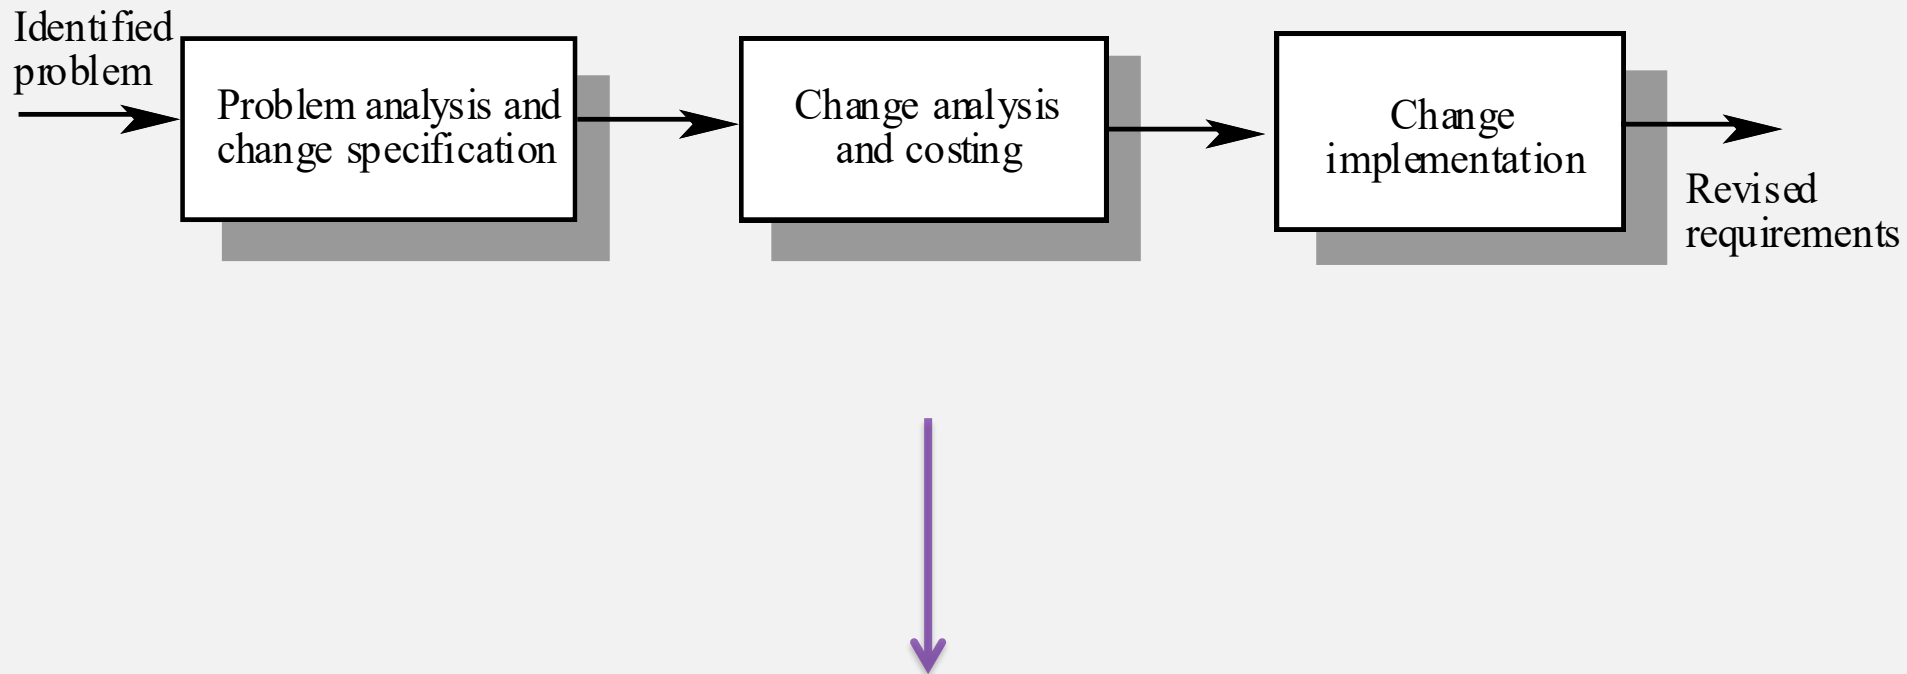 Identified
problem
Problem analysis and
change specification
Change analysis
and costing
Change
implementation
Revised
requirements